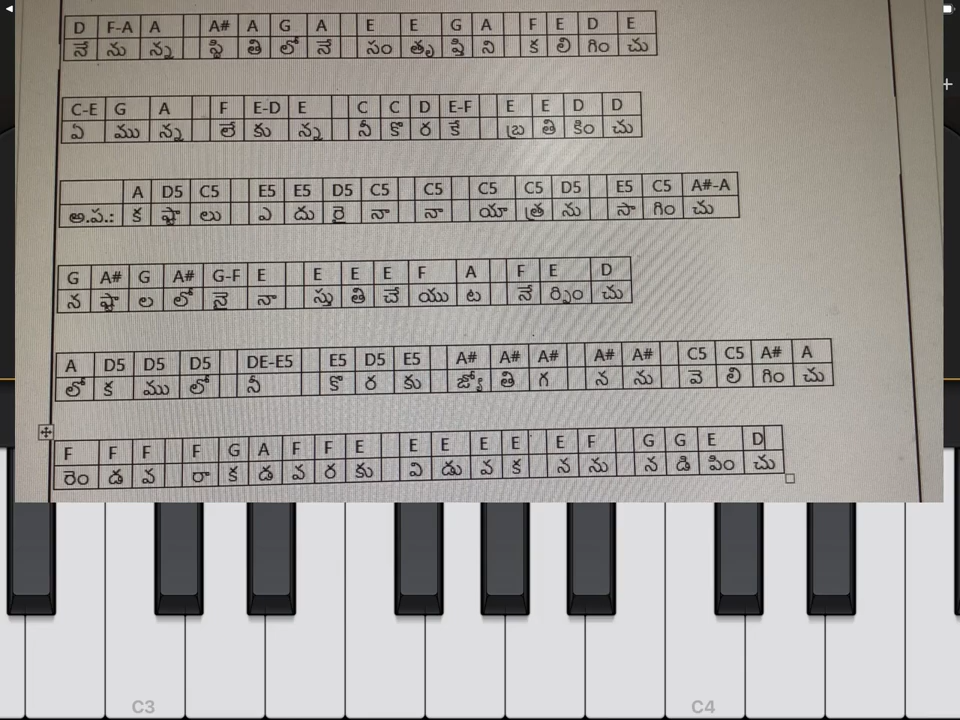 D F-A A A# A G A E E G A F E D E
నే ను న్న స్థి తి లో నే సం తృ ప్తి ని క లి గిం చు
C-E G A F E-D E C C D E-F E E D D
ఏ ము న్న లే కు న్న నీ కొ ర కే బ్ర తి కిం చు
A D5 C5 E5 E5 D5 C5 C5 C5 C5 D5 E5 C5 A#-A
అ.ప.: క ష్టా లు ఎ దు రై నా నా యా త్ర ను సా గిం చు
G A# G A# G-F E E E E F A F E D
న ష్టా ల లో నై నా స్తు తి చే యు ట నే ర్పిం చు
A D5 D5 D5 DE-E5 E5 D5 E5 A# A# A# A# A# C5 C5 A# A
లో క ము లో నీ కొ ర కు జ్యో తి గ న ను వె లి గిం చు
F F F F G A F F E E E E E E F G G E D
రెం డ వ రా క డ వ ర కు వి డు వ క న ను న డి పిం చు
C3 C4